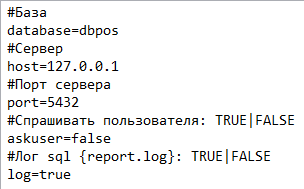 #База
database=dbpos
#Сервер
host=127.0.0.1
#Порт сервера
port=5432
#Спрашивать пользователя: TRUE|FALSE
askuser=false
#Лог sql {report.log}: TRUE|FALSE
log=true